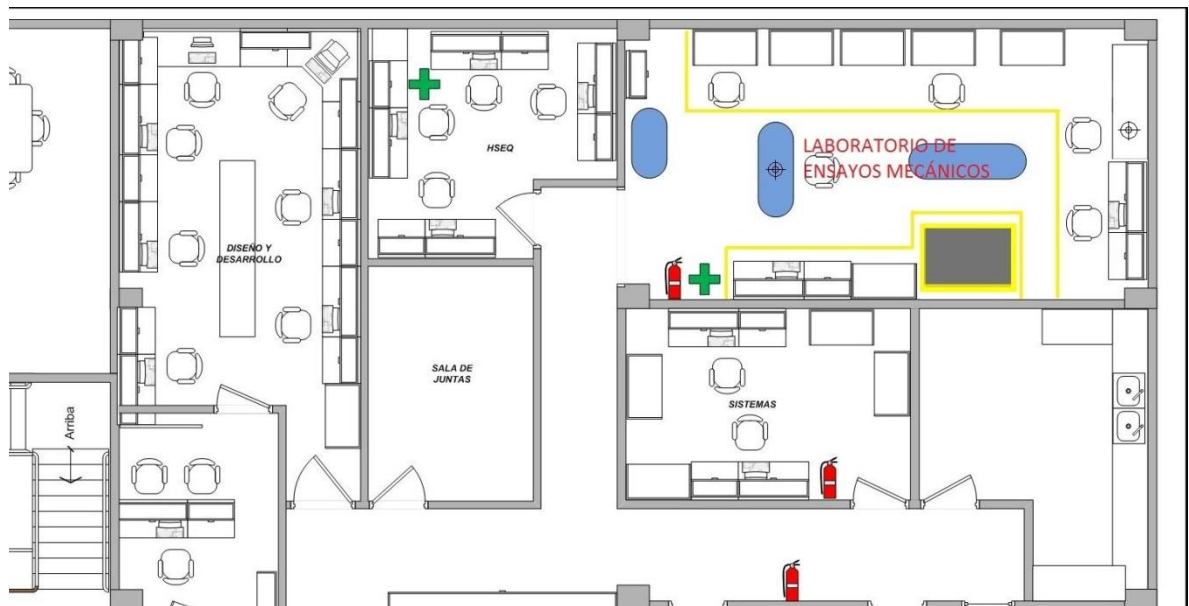 HSEQ
LABORATORIO DE
ENSAYOS MECÁNICOS
DISEÑO Y
DESARROLLO
SALA DE
JUNTAS
SISTEMAS
Arriba